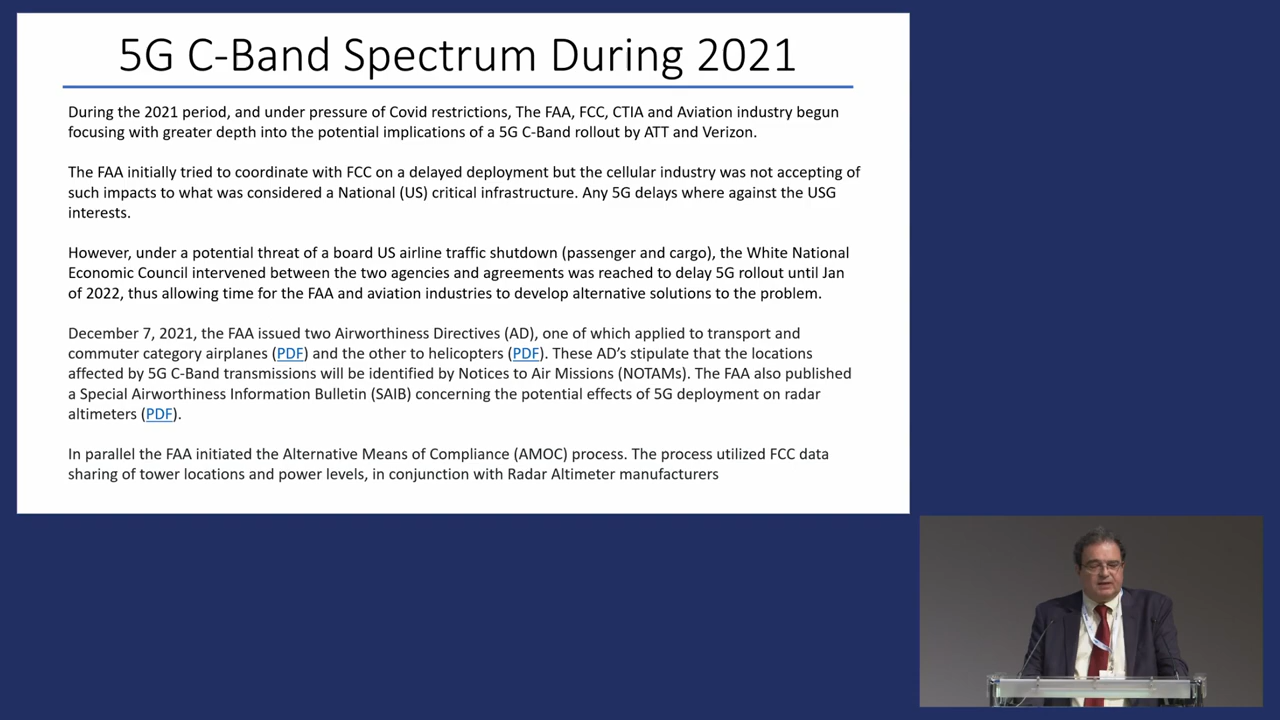 5G C-Band Spectrum During 2021
During the 2021 period, and under pressure of Covid restrictions, The FAA, FCC, CTIA and Aviation industry begun
focusing with greater depth into the potential implications of a 5G C-Band rollout by ATT and Verizon.
The FAA initially tried to coordinate with FCC on a delayed deployment but the cellular industry was not accepting of
such impacts to what was considered a National (US) critical infrastructure. Any 5G delays where against the USG
interests.
However, under a potential threat of a board US airline traffic shutdown (passenger and cargo), the White National
Economic Council intervened between the two agencies and agreements was reached to delay 5G rollout until Jan
of 2022, thus allowing time for the FAA and aviation industries to develop alternative solutions to the problem.
December 7, 2021, the FAA issued two Airworthiness Directives (AD), one of which applied to transport and
commuter category airplanes (PDF) and the other to helicopters (PDF). These AD's stipulate that the locations
affected by 5G C-Band transmissions will be identified by Notices to Air Missions (NOTAMs). The FAA also published
a Special Airworthiness Information Bulletin (SAIB) concerning the potential effects of 5G deployment on radar
altimeters (PDF).
In parallel the FAA initiated the Alternative Means of Compliance (AMOC) process. The process utilized FCC data
sharing of tower locations and power levels, in conjunction with Radar Altimeter manufacturers